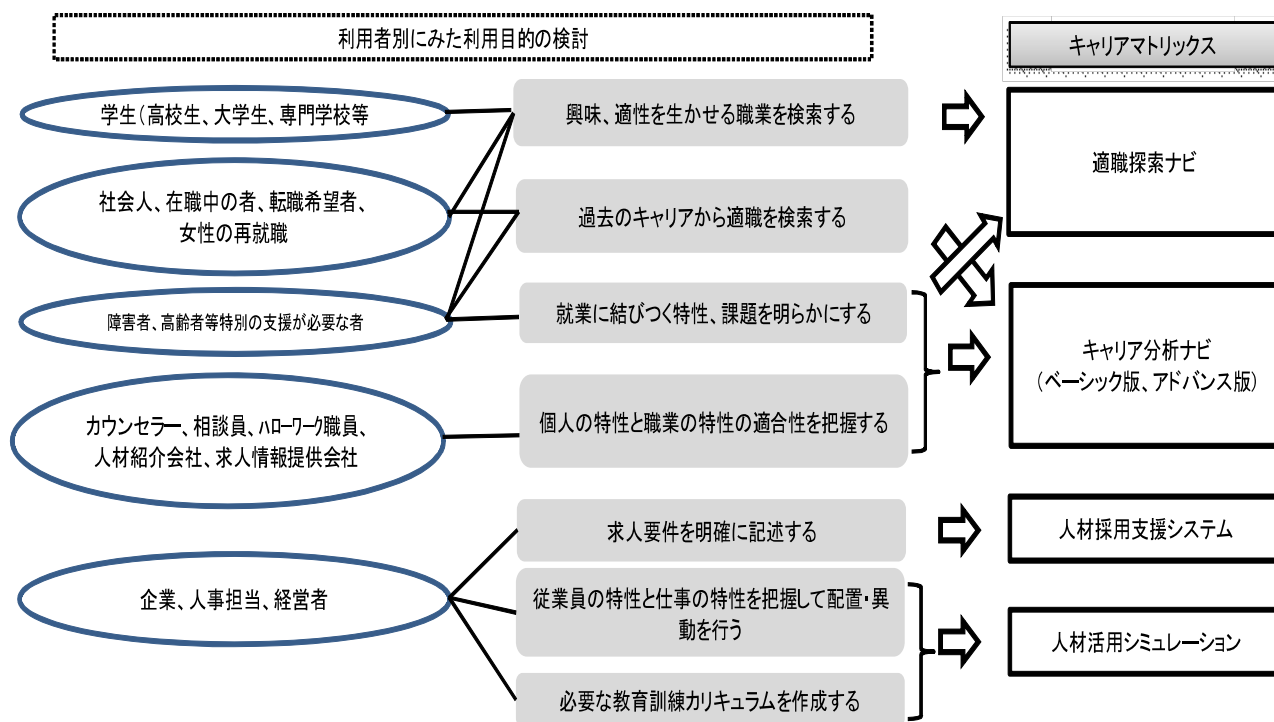 利用者別にみた利用目的の検討
キャリアマトリックス
学生(高校生、大学生、専門学校等
興味、適性を生かせる職業を検索する
適職探索ナビ
社会人、在職中の者、転職希望者、
女性の再就職
過去のキャリアから適職を検索する
障害者、高齢者等特別の支援が必要な者
就業に結びつく特性、課題を明らかにする
キャリア分析ナビ
(ベーシック版、アドバンス版)
カウンセラー、相談員、ハローワーク職員、
人材紹介会社、求人情報提供会社
個人の特性と職業の特性の適合性を把握する
求人要件を明確に記述する
人材採用支援システム
企業、人事担当、経営者
従業員の特性と仕事の特性を把握して配置・異
動を行う
人材活用シミュレーション
必要な教育訓練カリキュラムを作成する